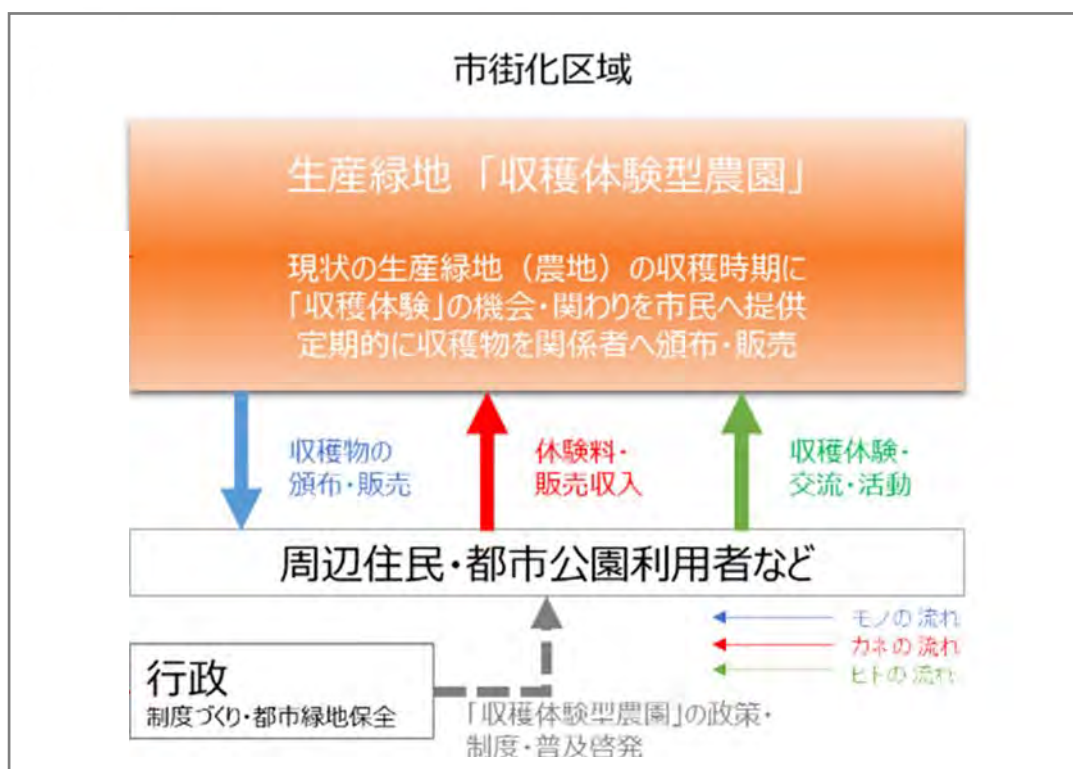 市街化区域
生産緑地「収穫体験型農園」
現状の生産緑地（農地）の収穫時期に
「収穫体験」の機会・関わりを市民へ提供
定期的に収穫物を関係者へ頒布・販売
収穫物の
頒布・販売
体験料・
販売収入
収穫体験・
交流・活動
周辺住民・都市公園利用者など
モノの流れ
カネの流れ
ヒトの流れ
行政
制度づくり・都市緑地保全
「収穫体験型農園」の政策・
制度・普及啓発